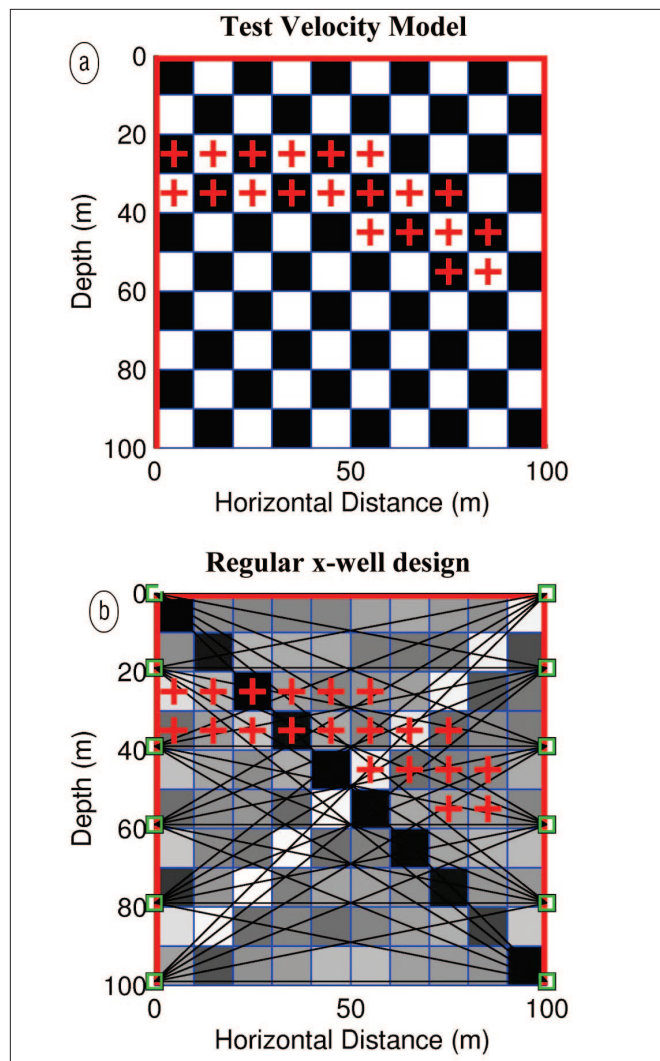 Test Velocity Model
a
0
20
40
60
80
100
Depth (m)
0 50 100
Horizontal Distance (m)
Regular x-well design
b
0
20
40
60
80
100
Depth (m)
0 50 100
Horizontal Distance (m)